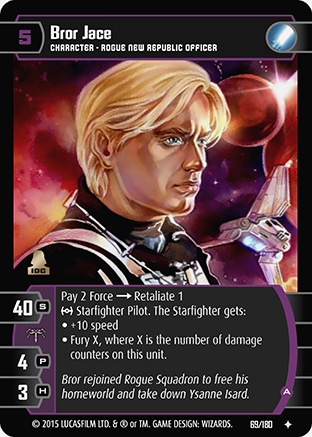 5 Bror Jace
CHARACTER - ROGUE NEW REPUBLIC OFFICER
IDC
40 S
4 P
3 H
Pay 2 Force → Retaliate 1
Starfighter Pilot. The Starfighter gets:
• +10 speed
• Fury X, where X is the number of damage
counters on this unit.
Bror rejoined Rogue Squadron to free his
homeworld and take down Ysanne Isard.
A
© 2015 LUCASFILM LTD. & ® or TM. GAME DESIGN: WIZARDS. 69/180